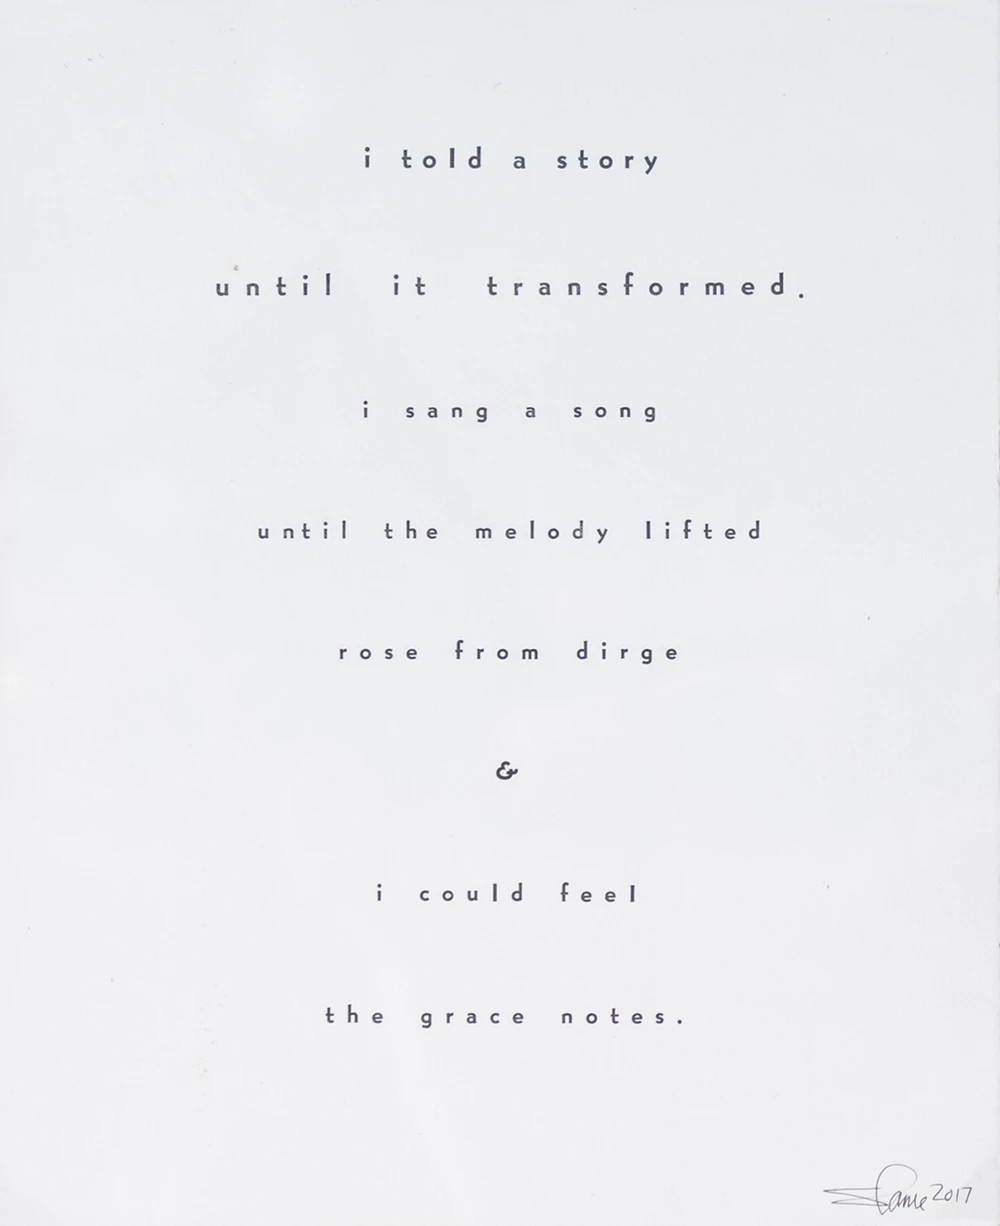 i told a story
until it transformed.
i sang a song
until the melody lifted
rose from dirge
&
i could feel
the grace notes.
2017